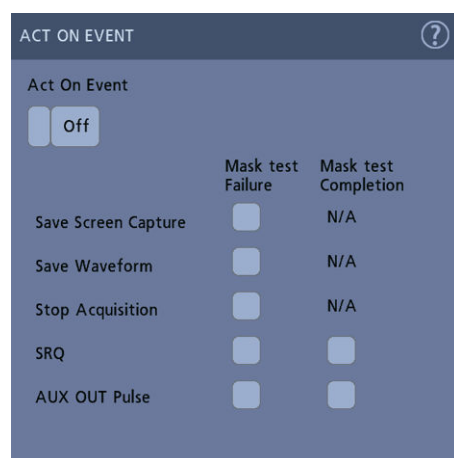 ACT ON EVENT ?
Act On Event
Off
Mask test Mask test
Failure Completion
Save Screen Capture N/A
Save Waveform N/A
Stop Acquisition N/A
SRQ
AUX OUT Pulse